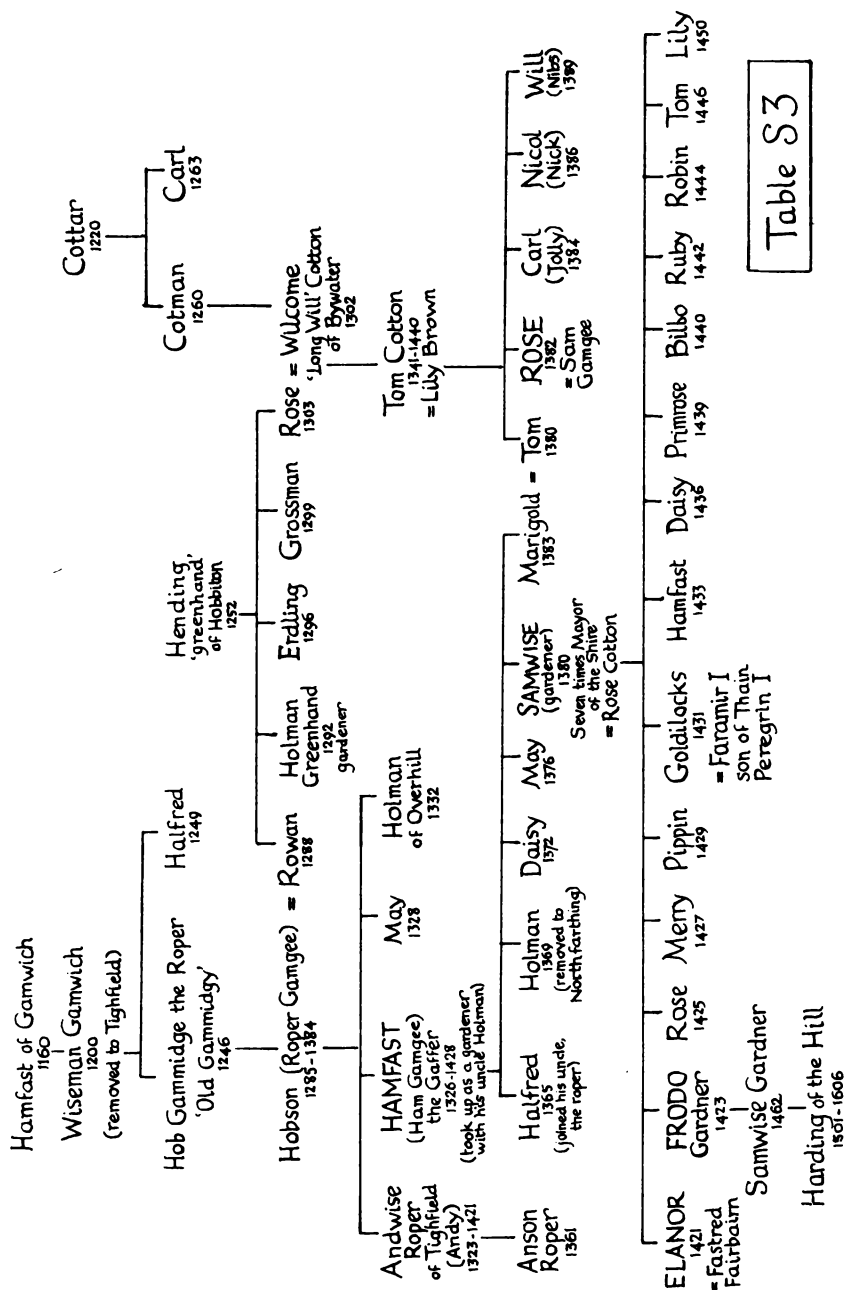 Hamfast of Gamwich
1160
Wiseman Gamwich
1200
(removed to Tighfield)
Hob Gammidge the Roper
'Old Gammidgy'
1246
Halfred
1249
Hending
'greenhand'
of Hobbiton
1252
Cottar
1220
Cotman
1260
Carl
1263
Hobson (Roper Gamgee)
1285-1384
= Rowan
1288
Holman
Greenhand
1292
gardener
Erdling
1296
Grossman
1299
Rose
1303
= Wilcome
'Long Will' Cotton
of Bywater
1302
Andwise
Roper
of Tighfield
(Andy)
1323-1421
HAMFAST
(Ham Gamgee)
the Gaffer
1326-1428
(took up as a gardener
with his uncle Holman)
May
1328
Holman
of Overhill
1332
Tom Cotton
1341-1440
= Lily Brown
Anson
Roper
1361
Halfred
1365
(joined his uncle,
the roper)
Holman
1369
(removed to
Northfarthing)
Daisy
1372
May
1376
SAMWISE
(gardener)
1380
Seven times Mayor
of the Shire
= Rose Cotton
Marigold
1383
= Tom
1380
ROSE
1382
= Sam
Gamgee
Carl
(Jolly)
1384
Nicol
(Nick)
1386
Will
(Nibs)
1389
ELANOR
1421
= Fastred
Fairbairn
FRODO
Gardner
1423
Rose
1425
Merry
1427
Pippin
1429
Goldilocks
1431
= Faramir I
son of Thain
Peregrin I
Hamfast
1433
Daisy
1436
Primrose
1439
Bilbo
1440
Ruby
1442
Robin
1444
Tom
1446
Lily
1450
Samwise Gardner
1462
Harding of the Hill
1501-1606
Table S3